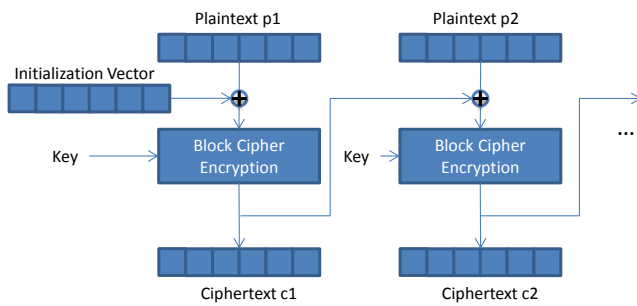 Plaintext p1
Plaintext p2
Initialization Vector
Key
Block Cipher
Encryption
Key
Block Cipher
Encryption
...
Ciphertext c1
Ciphertext c2